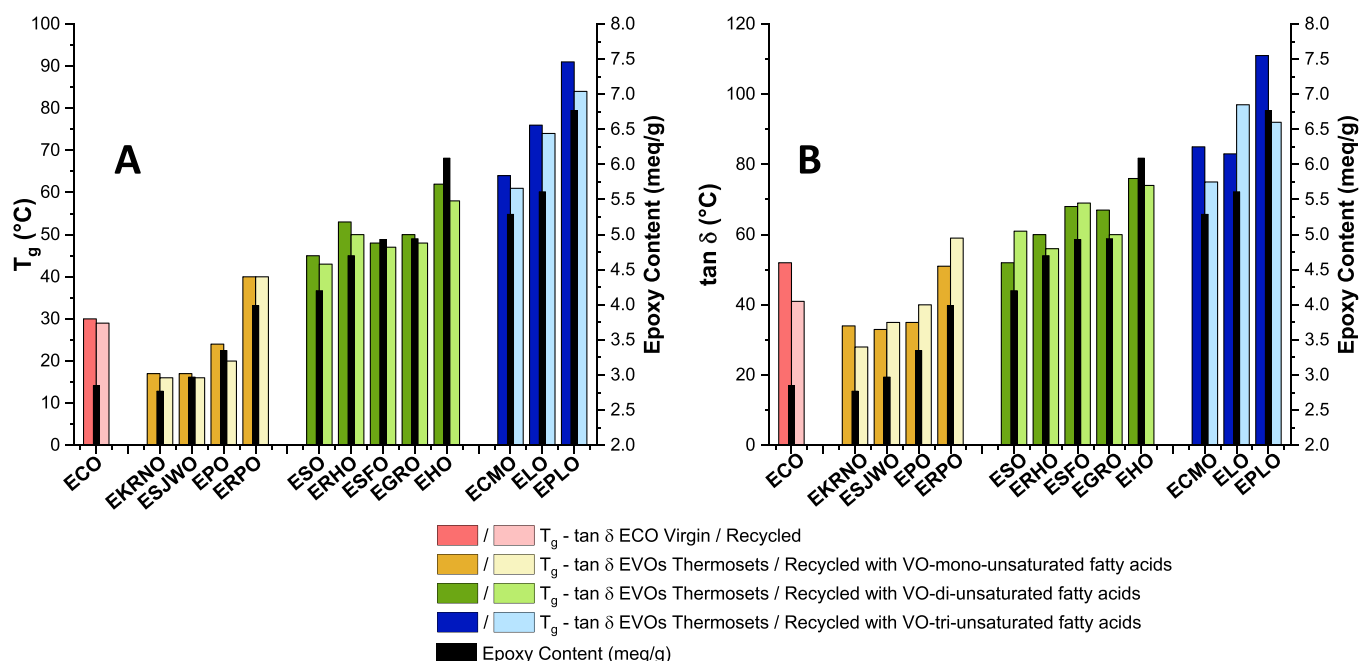 A
T_g (°C)
100
90
80
70
60
50
40
30
20
10
0
8.0
7.5
7.0
6.5
6.0
5.5
5.0
4.5
4.0
3.5
3.0
2.5
2.0
Epoxy Content (meq/g)
ECO
EKRNO
ESJWO
EPO
ERPO
ESO
ERHO
ESFO
EGRO
EHO
ECMO
ELO
EPLO
B
tan δ (°C)
120
100
80
60
40
20
0
8.0
7.5
7.0
6.5
6.0
5.5
5.0
4.5
4.0
3.5
3.0
2.5
2.0
Epoxy Content (meq/g)
ECO
EKRNO
ESJWO
EPO
ERPO
ESO
ERHO
ESFO
EGRO
EHO
ECMO
ELO
EPLO
/ T_g - tan δ ECO Virgin / Recycled
/ T_g - tan δ EVOs Thermosets / Recycled with VO-mono-unsaturated fatty acids
/ T_g - tan δ EVOs Thermosets / Recycled with VO-di-unsaturated fatty acids
/ T_g - tan δ EVOs Thermosets / Recycled with VO-tri-unsaturated fatty acids
Epoxy Content (meq/g)